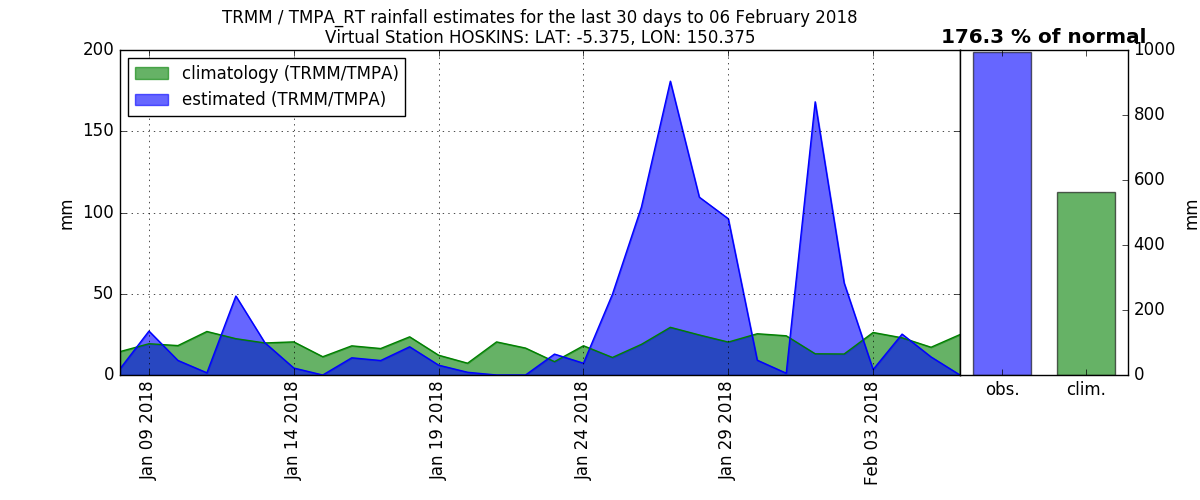 TRMM / TMPA_RT rainfall estimates for the last 30 days to 06 February 2018
Virtual Station HOSKINS: LAT: -5.375, LON: 150.375
176.3 % of normal
climatology (TRMM/TMPA)
estimated (TRMM/TMPA)
mm
200
150
100
50
0
Jan 09 2018
Jan 14 2018
Jan 19 2018
Jan 24 2018
Jan 29 2018
Feb 03 2018
obs.
clim.
1000
800
600
400
200
0
mm